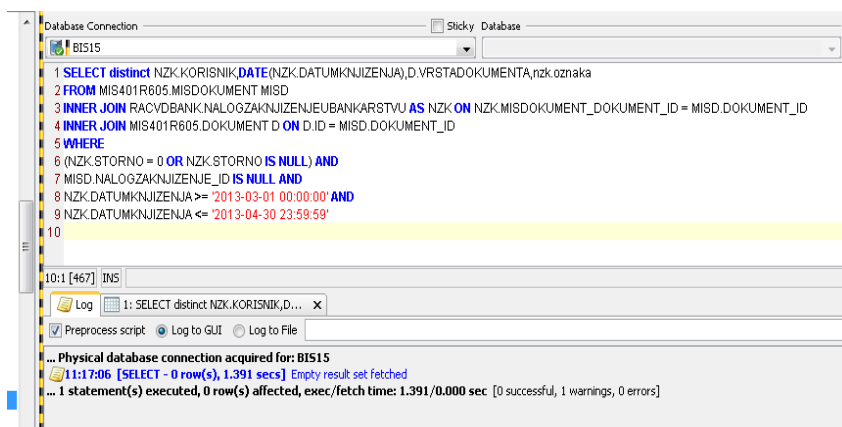 Database Connection Sticky Database
BIS15
1 SELECT distinct NZK.KORISNIK,DATE(NZK.DATUMKNJIZENJA),D.VRSTADOKUMENTA,nzk.oznaka
2 FROM MIS401R605.MISDOKUMENT MISD
3 INNER JOIN RACVDBANK.NALOGZAKNJIZENJEUBANKARSTVU AS NZK ON NZK.MISDOKUMENT_DOKUMENT_ID = MISD.DOKUMENT_ID
4 INNER JOIN MIS401R605.DOKUMENT D ON D.ID = MISD.DOKUMENT_ID
5 WHERE
6 (NZK.STORNO = 0 OR NZK.STORNO IS NULL) AND
7 MISD.NALOGZAKNJIZENJE_ID IS NULL AND
8 NZK.DATUMKNJIZENJA >= '2013-03-01 00:00:00' AND
9 NZK.DATUMKNJIZENJA <= '2013-04-30 23:59:59'
10
10:1 [467] INS
Log 1: SELECT distinct NZK.KORISNIK,D... X
Preprocess script Log to GUI Log to File
... Physical database connection acquired for: BIS15
11:17:06 [SELECT - 0 row(s), 1.391 secs] Empty result set fetched
... 1 statement(s) executed, 0 row(s) affected, exec/fetch time: 1.391/0.000 sec [0 successful, 1 warnings, 0 errors]